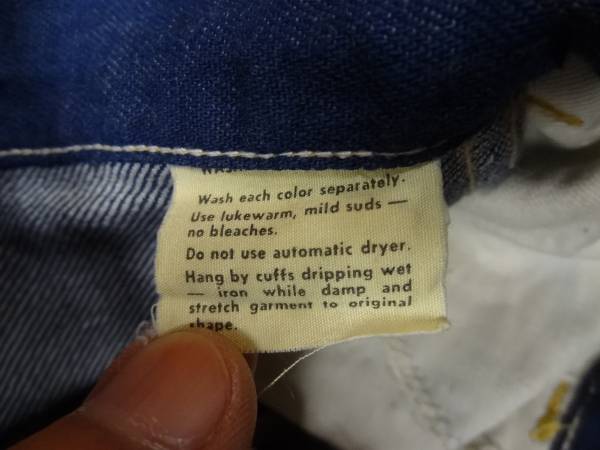 Wash each color separately.
Use lukewarm, mild suds —
no bleaches.
Do not use automatic dryer.
Hang by cuffs dripping wet
— iron while damp and
stretch garment to original
shape.